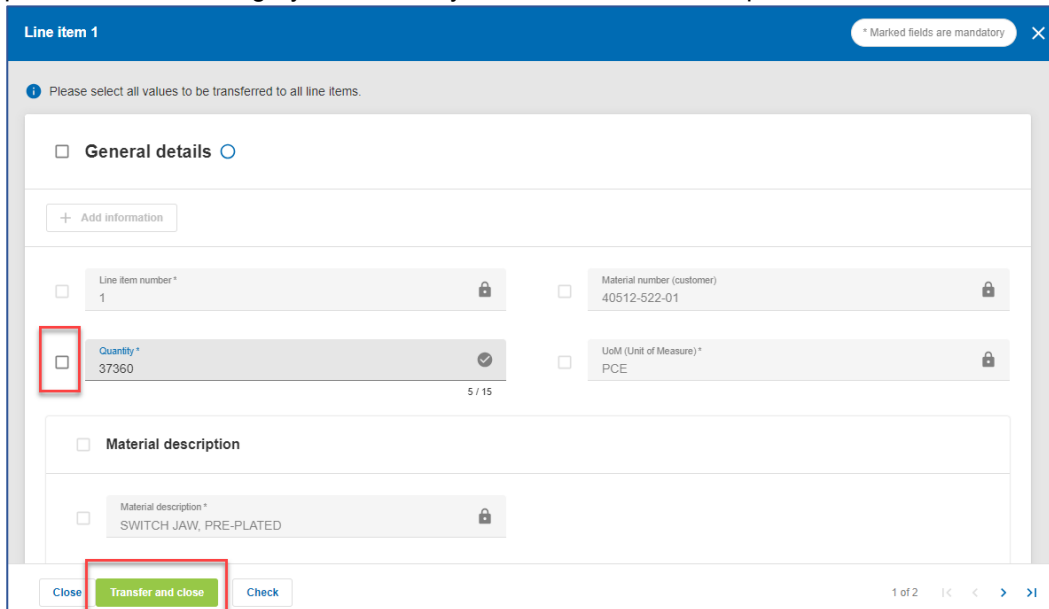 Line item 1
* Marked fields are mandatory
Please select all values to be transferred to all line items.
General details
+ Add information
Line item number *
1
Material number (customer)
40512-522-01
Quantity *
37360
5 / 15
UoM (Unit of Measure) *
PCE
Material description
Material description *
SWITCH JAW, PRE-PLATED
Close
Transfer and close
Check
1 of 2